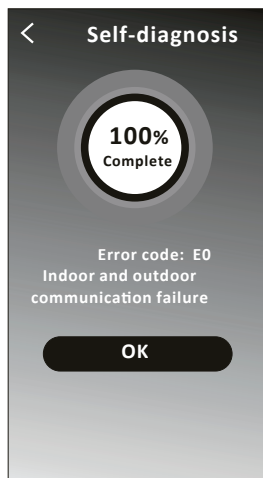 Self-diagnosis
100%
Complete
Error code: E0
Indoor and outdoor
communication failure
OK